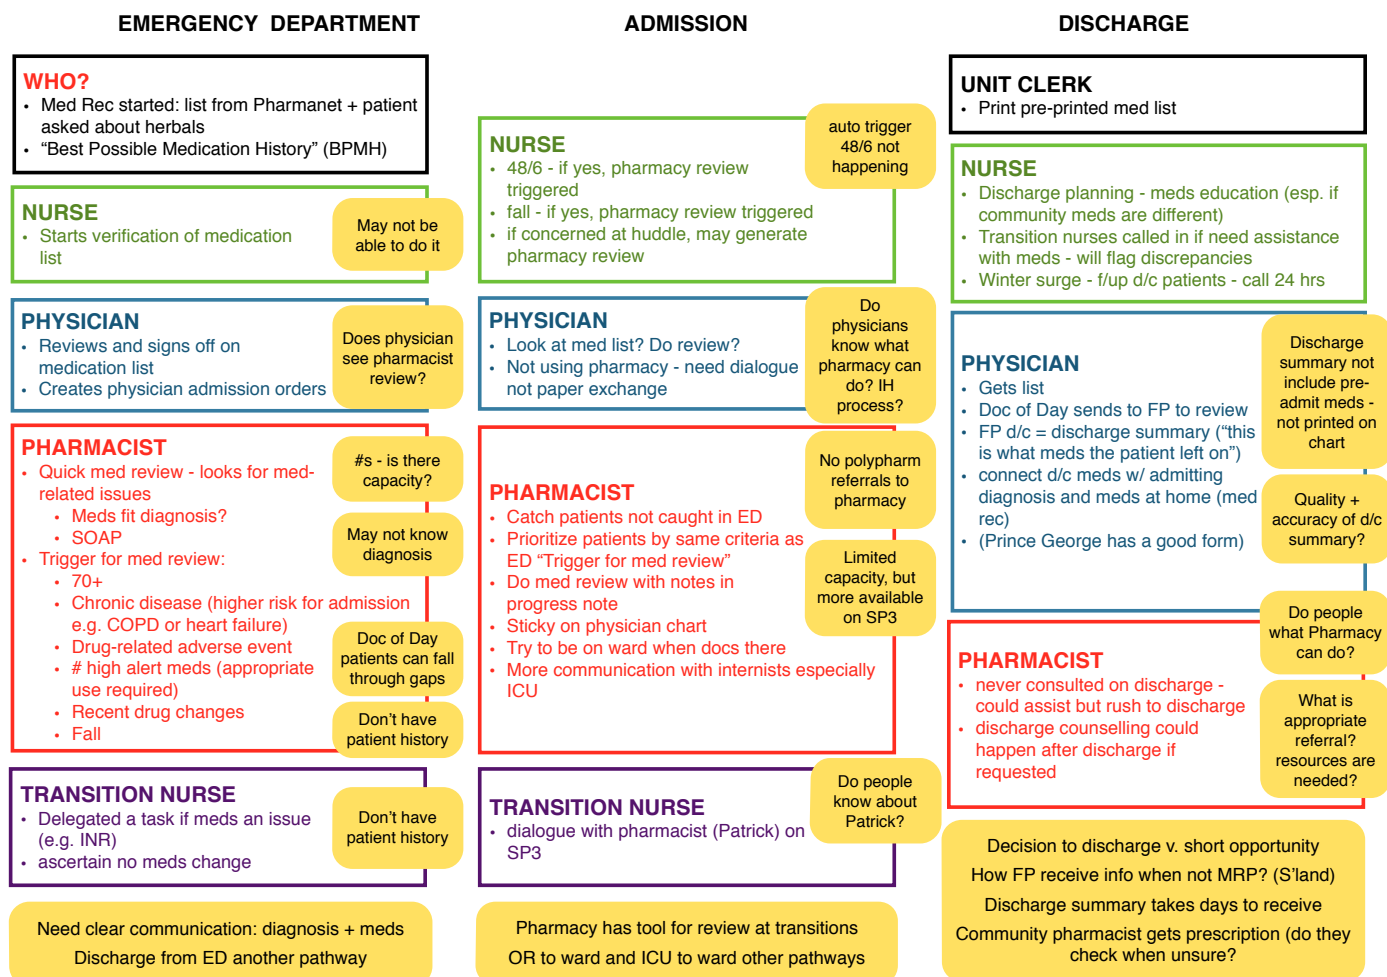 EMERGENCY DEPARTMENT
WHO?
• Med Rec started: list from Pharmanet + patient
asked about herbals
• “Best Possible Medication History” (BPMH)
NURSE
• Starts verification of medication
list
May not be
able to do it
PHYSICIAN
• Reviews and signs off on
medication list
• Creates physician admission orders
Does physician
see pharmacist
review?
PHARMACIST
• Quick med review - looks for med-
related issues
• Meds fit diagnosis?
• SOAP
• Trigger for med review:
• 70+
• Chronic disease (higher risk for admission
e.g. COPD or heart failure)
• Drug-related adverse event
• # high alert meds (appropriate
use required)
• Recent drug changes
• Fall
#s - is there
capacity?
May not know
diagnosis
Doc of Day
patients can fall
through gaps
Don’t have
patient history
TRANSITION NURSE
• Delegated a task if meds an issue
(e.g. INR)
• ascertain no meds change
Don’t have
patient history
Need clear communication: diagnosis + meds
Discharge from ED another pathway
ADMISSION
NURSE
• 48/6 - if yes, pharmacy review
triggered
• fall - if yes, pharmacy review triggered
• if concerned at huddle, may generate
pharmacy review
auto trigger
48/6 not
happening
PHYSICIAN
• Look at med list? Do review?
• Not using pharmacy - need dialogue
not paper exchange
Do
physicians
know what
pharmacy can
do? IH
process?
PHARMACIST
• Catch patients not caught in ED
• Prioritize patients by same criteria as
ED “Trigger for med review”
• Do med review with notes in
progress note
• Sticky on physician chart
• Try to be on ward when docs there
• More communication with internists especially
ICU
No polypharm
referrals to
pharmacy
Limited
capacity, but
more available
on SP3
TRANSITION NURSE
• dialogue with pharmacist (Patrick) on
SP3
Do people
know about
Patrick?
Pharmacy has tool for review at transitions
OR to ward and ICU to ward other pathways
DISCHARGE
UNIT CLERK
• Print pre-printed med list
NURSE
• Discharge planning - meds education (esp. if
community meds are different)
• Transition nurses called in if need assistance
with meds - will flag discrepancies
• Winter surge - f/up d/c patients - call 24 hrs
PHYSICIAN
• Gets list
• Doc of Day sends to FP to review
• FP d/c = discharge summary (“this
is what meds the patient left on”)
• connect d/c meds w/ admitting
diagnosis and meds at home (med
rec)
• (Prince George has a good form)
Discharge
summary not
include pre-
admit meds -
not printed on
chart
Quality +
accuracy of d/c
summary?
PHARMACIST
• never consulted on discharge -
could assist but rush to discharge
• discharge counselling could
happen after discharge if
requested
Do people
what Pharmacy
can do?
What is
appropriate
referral?
resources are
needed?
Decision to discharge v. short opportunity
How FP receive info when not MRP? (S’land)
Discharge summary takes days to receive
Community pharmacist gets prescription (do they
check when unsure?